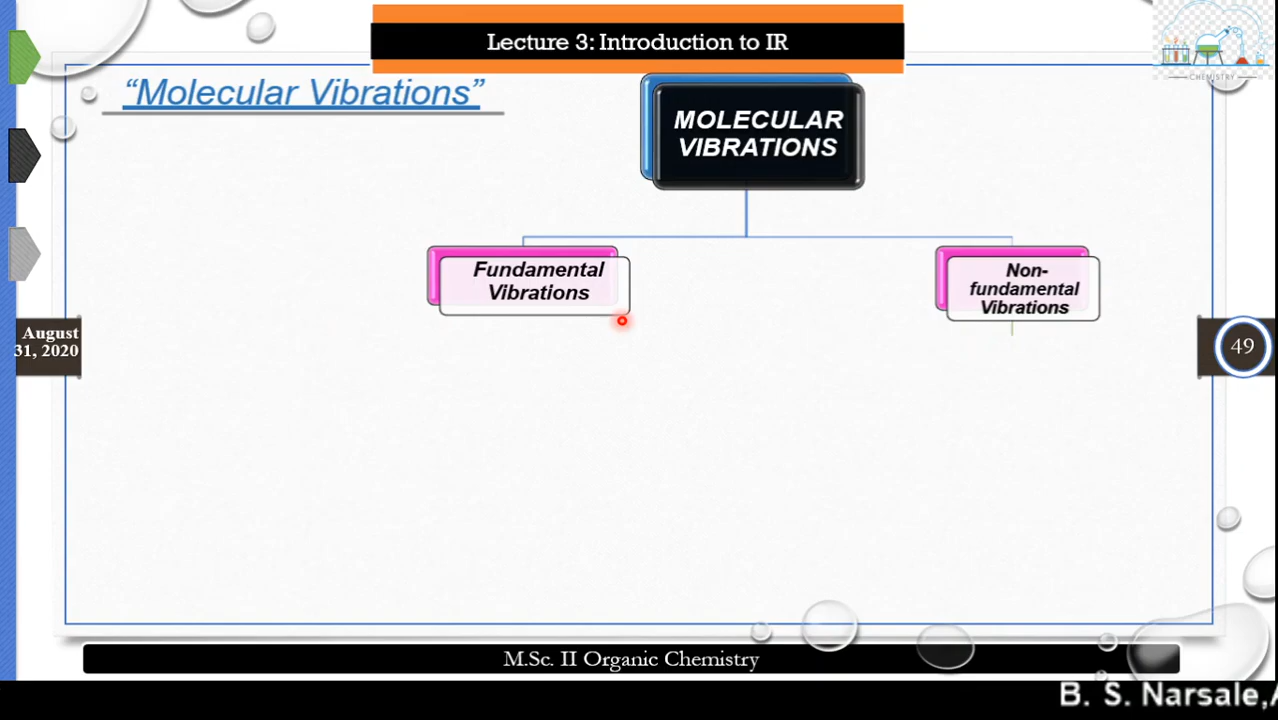 Lecture 3: Introduction to IR
CHEMISTRY
“Molecular Vibrations”
MOLECULAR
VIBRATIONS
Fundamental
Vibrations
Non-
fundamental
Vibrations
August
31, 2020
49
M.Sc. II Organic Chemistry
B. S. Narsale,